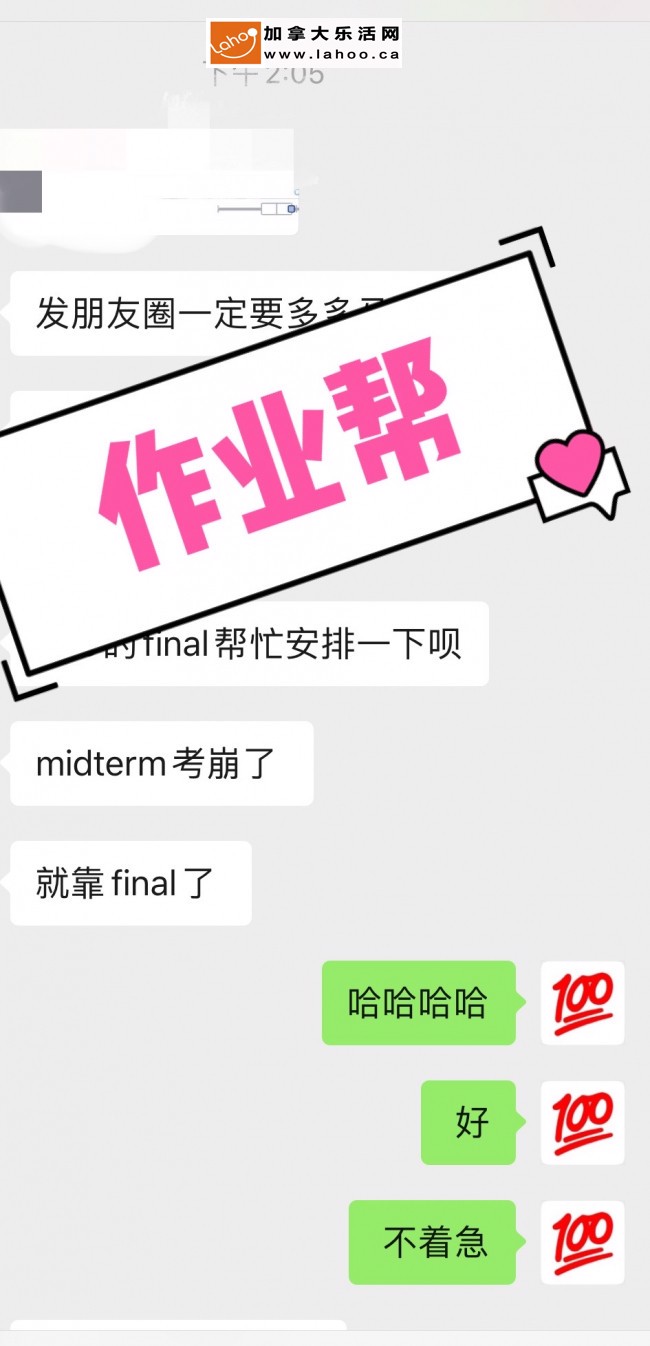 Lahoo
加拿大乐活网
www.lahoo.ca
下午2:05
发朋友圈一定要多多
作业帮
的final帮忙安排一下呗
midterm考崩了
就靠final了
哈哈哈哈
100
好
100
不着急
100